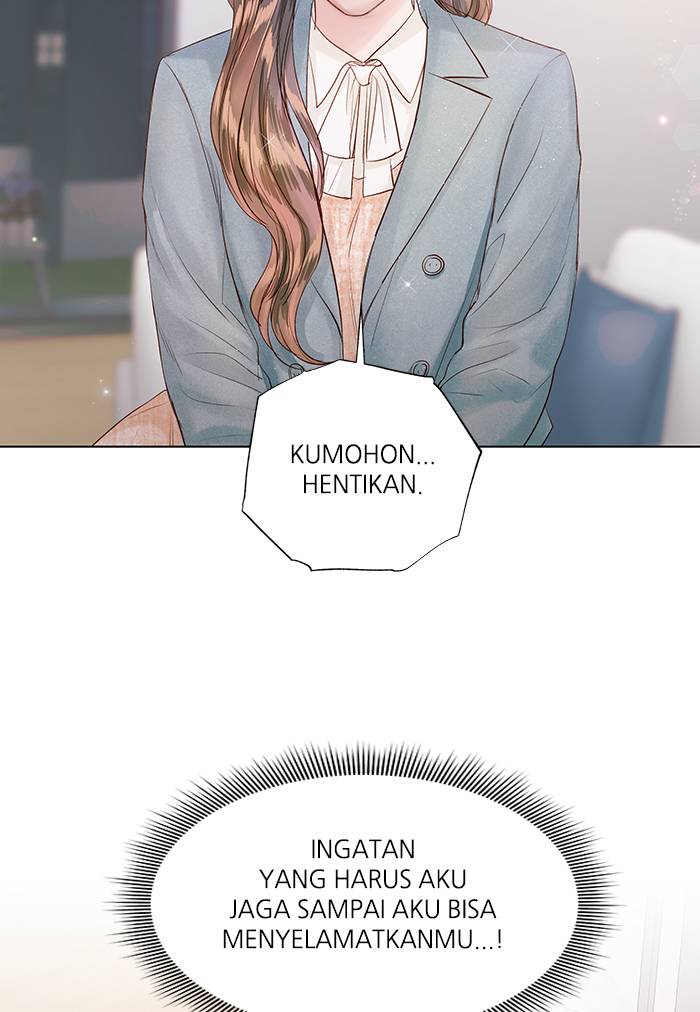 KUMOHON...
HENTIKAN.
INGATAN
YANG HARUS AKU
JAGA SAMPAI AKU BISA
MENYELAMATKANMU...!